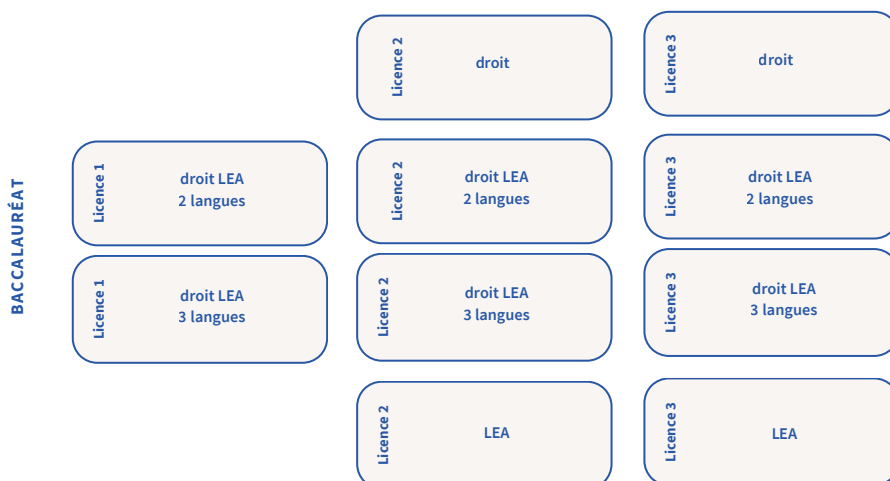 BACCALAURÉAT
Licence 1
droit LEA
2 langues
Licence 1
droit LEA
3 langues
Licence 2
droit
Licence 2
droit LEA
2 langues
Licence 2
droit LEA
3 langues
Licence 2
LEA
Licence 3
droit
Licence 3
droit LEA
2 langues
Licence 3
droit LEA
3 langues
Licence 3
LEA